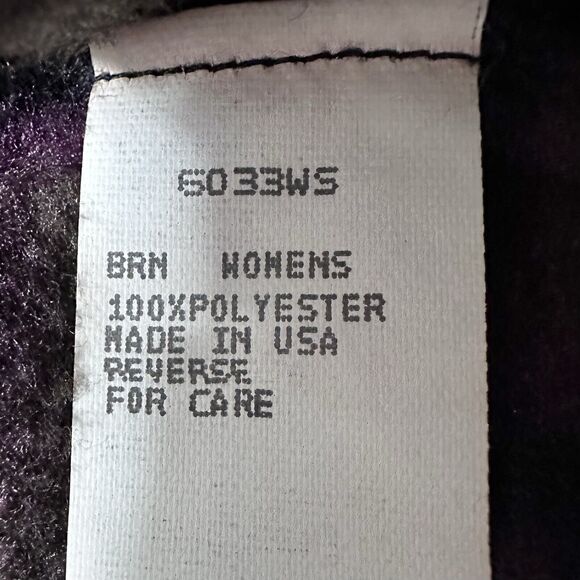 6033WS
BRN WOMENS
100%POLYESTER
MADE IN USA
REVERSE
FOR CARE